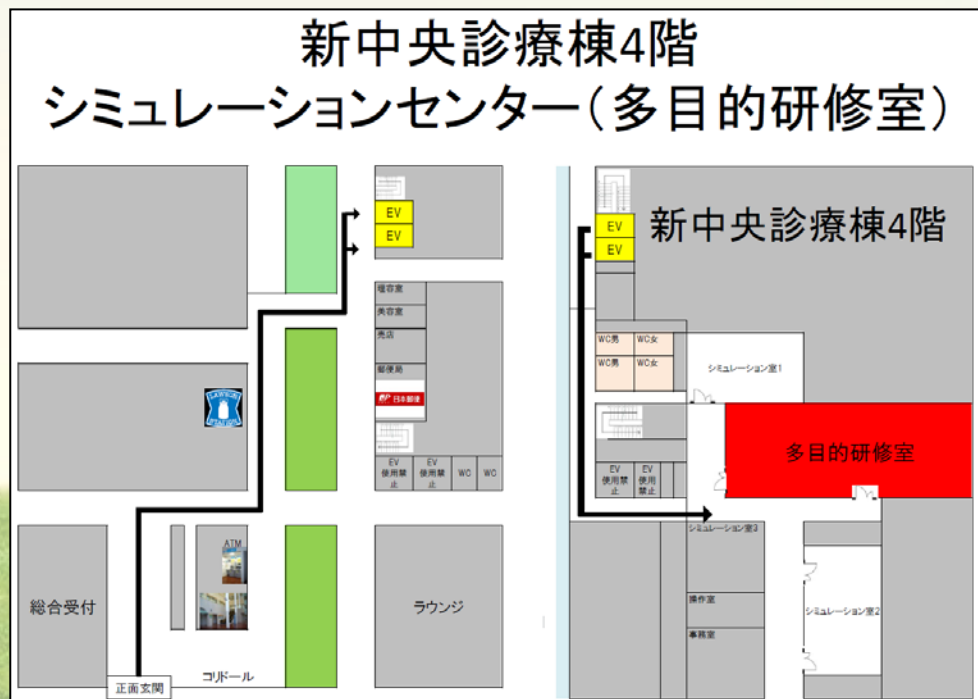 新中央診療棟4階
シミュレーションセンター(多目的研修室)
EV
EV
理容室
美容室
売店
郵便局
日本郵便
EV
使用禁
止
EV
使用禁
止
WC
WC
LAWSON
ATM
総合受付
ラウンジ
コリドール
正面玄関
新中央診療棟4階
EV
EV
WC男
WC女
WC男
WC女
シミュレーション室1
多目的研修室
EV
使用禁
止
EV
使用禁
止
シミュレーション室3
操作室
事務室
シミュレーション室2